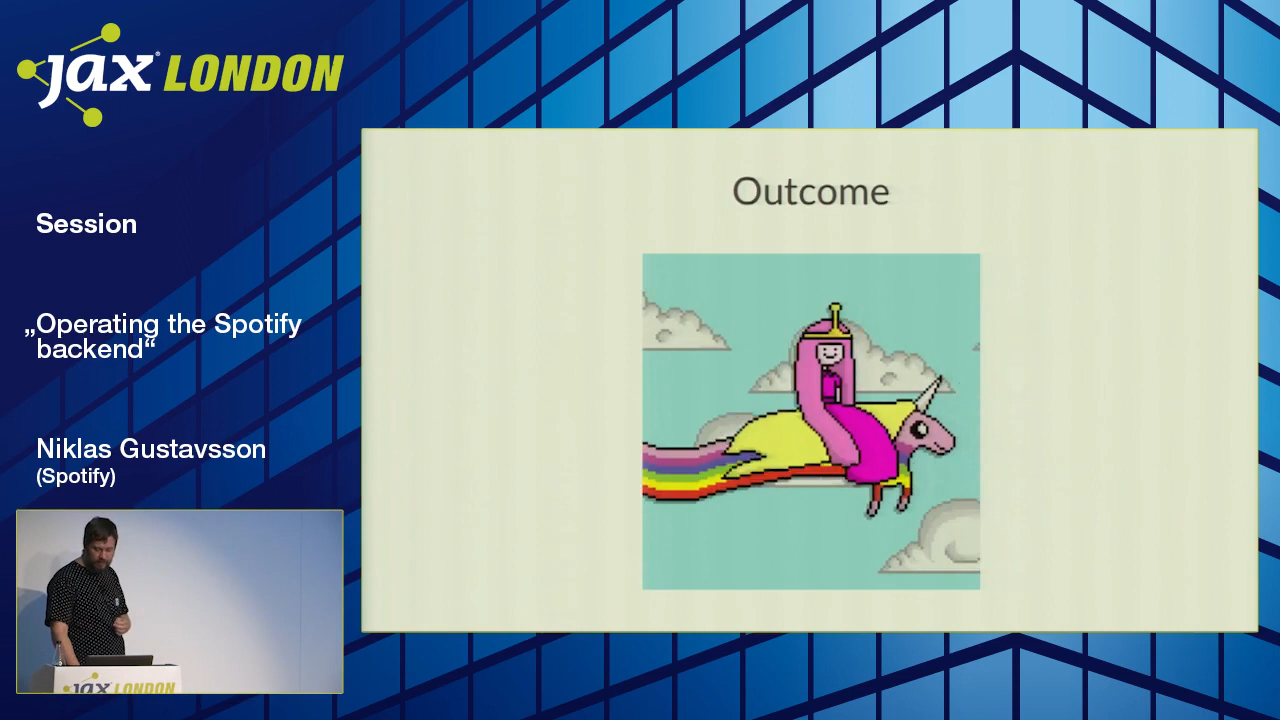 jax® LONDON
Session
„Operating the Spotify
backend“
Niklas Gustavsson
(Spotify)
Outcome
jax LONDON